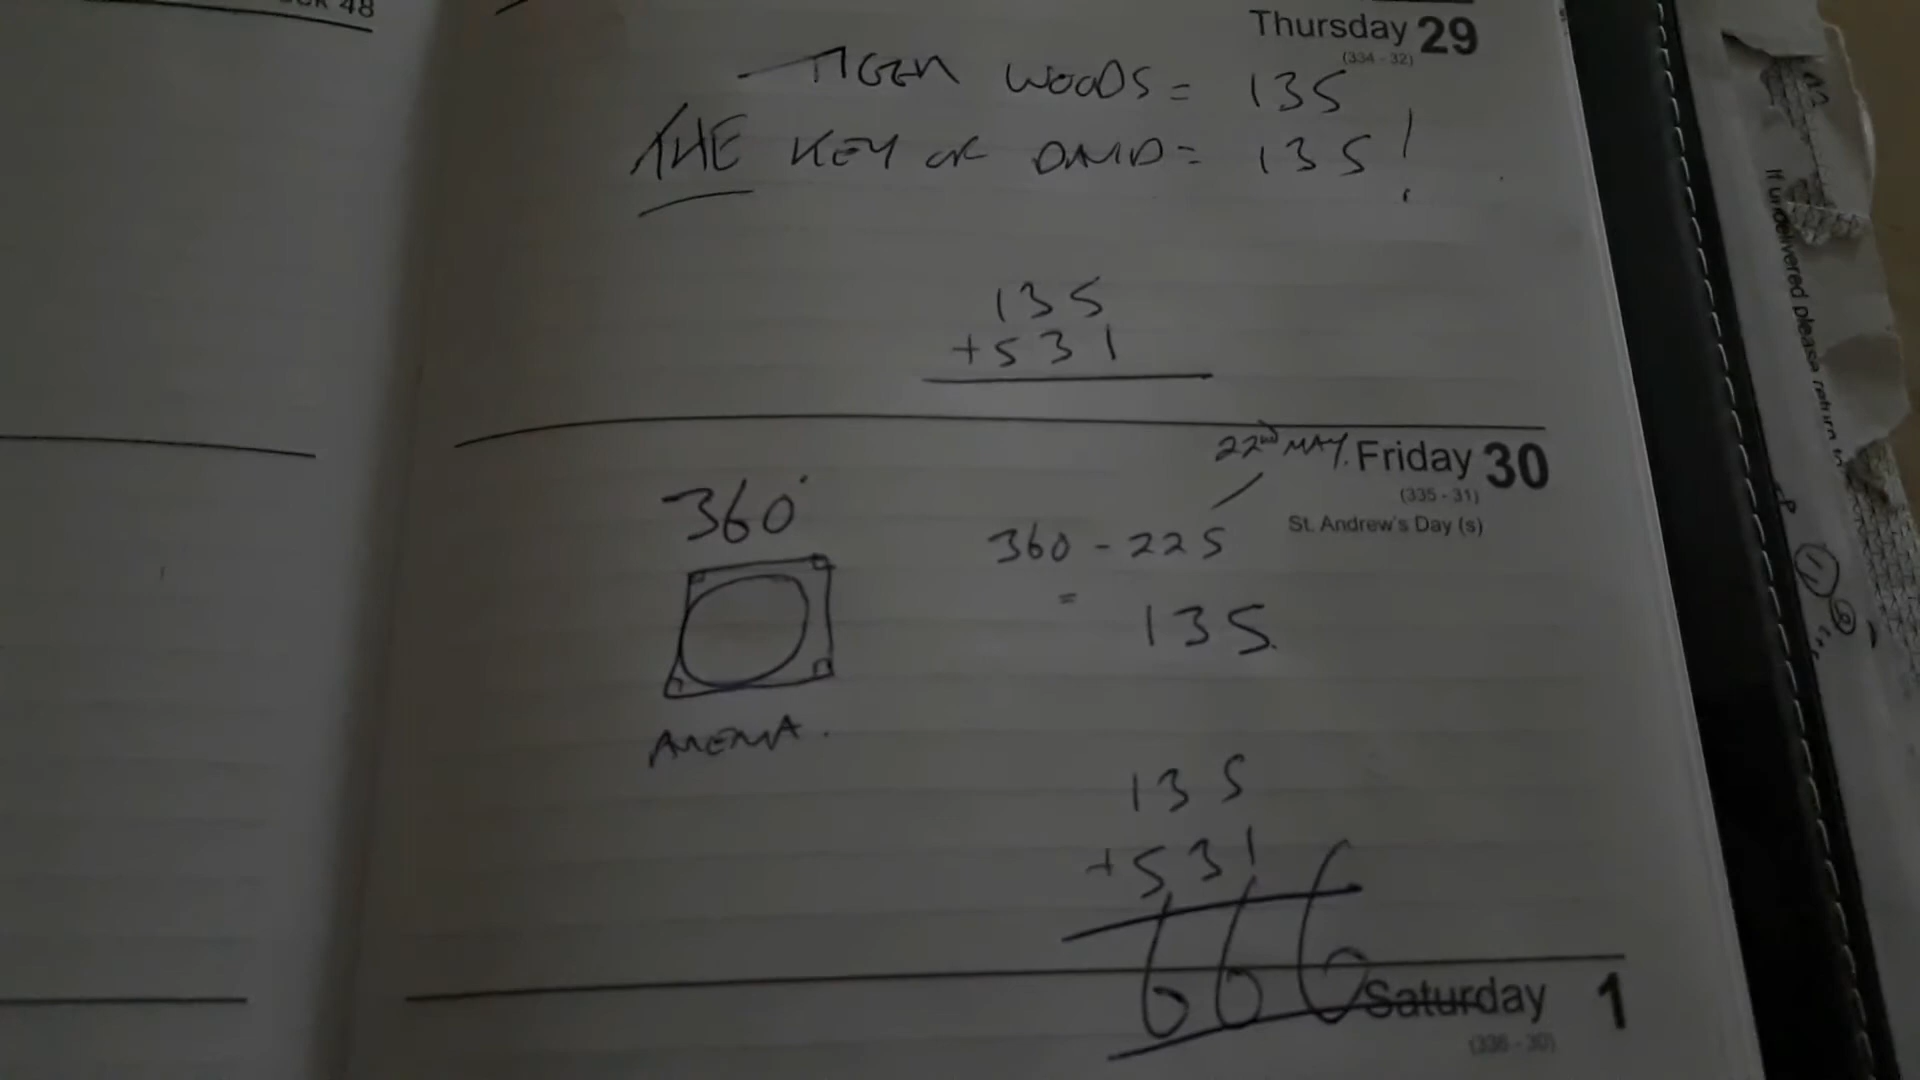 48
Thursday 29
(334 - 32)
TIGER WOODS = 135
THE KEY OF DAVID = 135!
135
+531
22nd MAY. Friday 30
(335 - 31)
St. Andrew's Day (s)
360°
360 - 225
= 135.
ARENA.
135
+531
666
Saturday 1
(336 - 30)
If undelivered please return